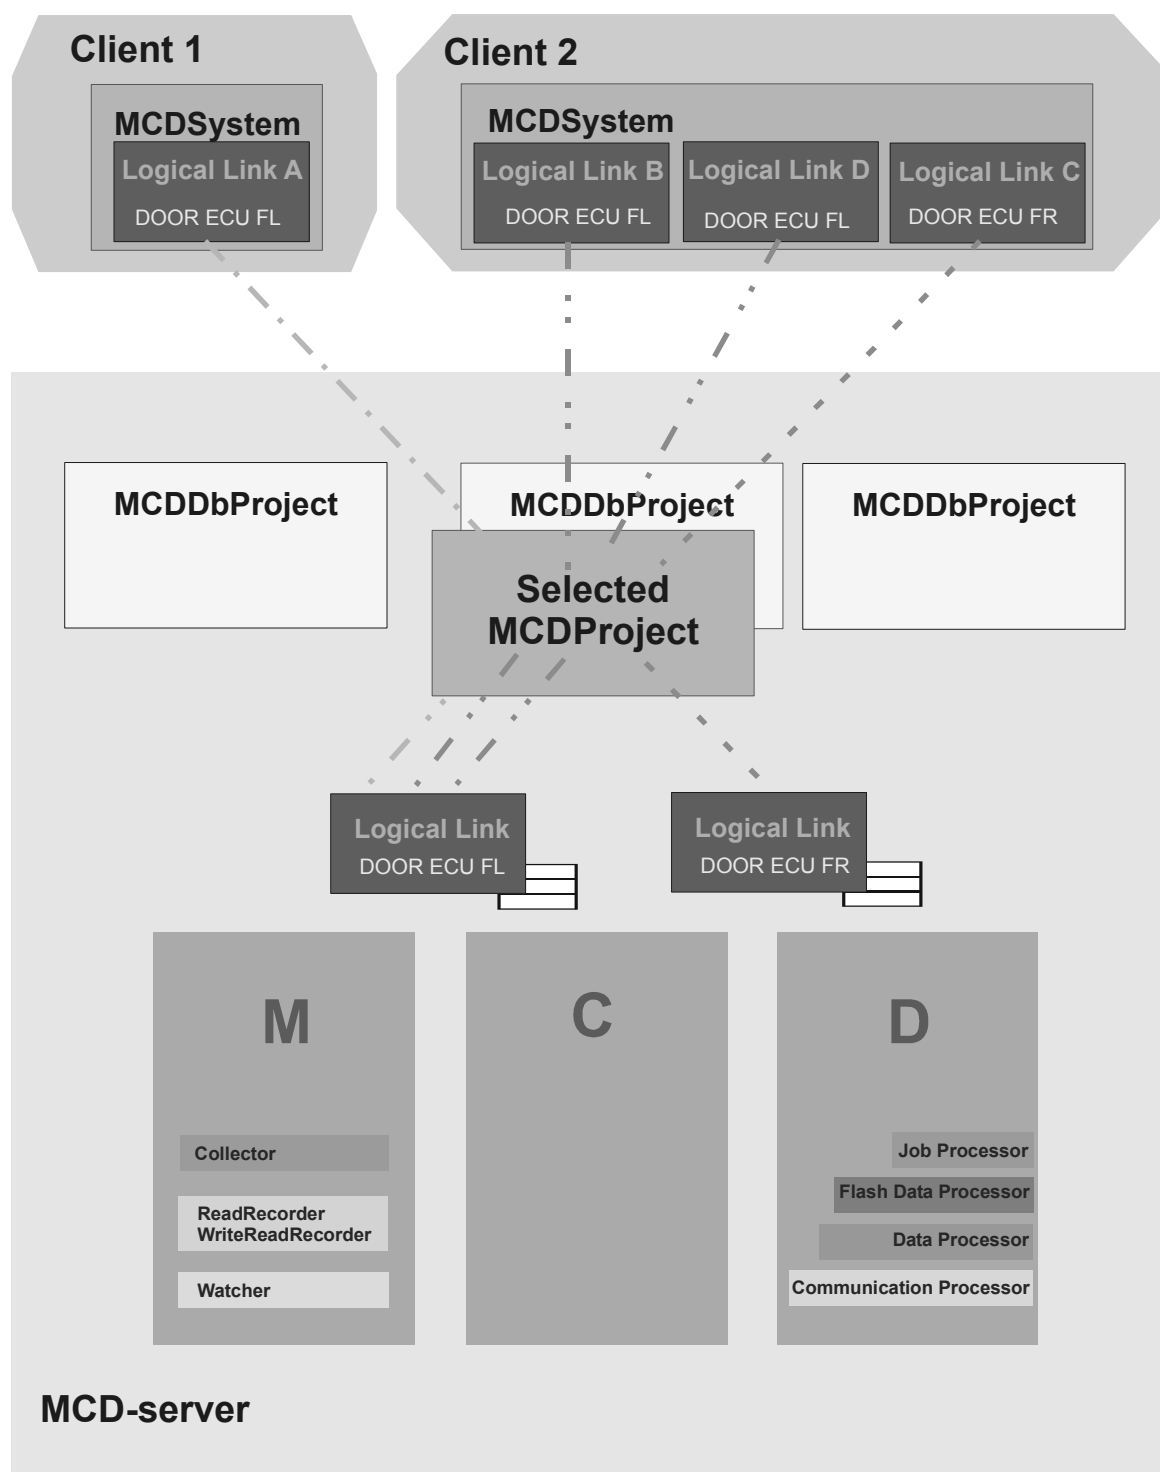 Client 1
MCDSystem
Logical Link A
DOOR ECU FL
Client 2
MCDSystem
Logical Link B
DOOR ECU FL
Logical Link D
DOOR ECU FL
Logical Link C
DOOR ECU FR
MCDDbProject
MCDDbProject
MCDDbProject
Selected
MCDProject
Logical Link
DOOR ECU FL
Logical Link
DOOR ECU FR
M
Collector
ReadRecorder
WriteReadRecorder
Watcher
C
D
Job Processor
Flash Data Processor
Data Processor
Communication Processor
MCD-server